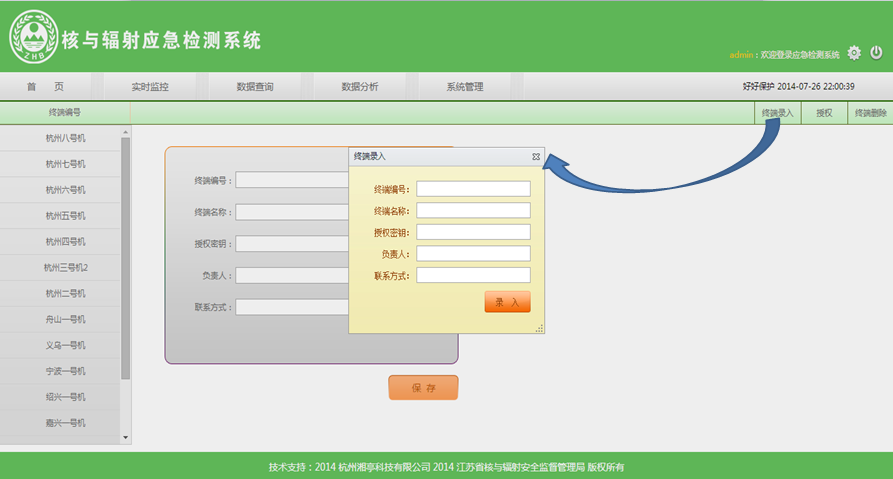 ZHB
核与辐射应急检测系统
admin：欢迎登录应急检测系统
首 页 实时监控 数据查询 数据分析 系统管理 好好保护 2014-07-26 22:00:39
终端编号 终端录入 授权 终端删除
杭州八号机
杭州七号机
杭州六号机
杭州五号机
杭州四号机
杭州三号机2
杭州二号机
舟山一号机
义乌一号机
宁波一号机
绍兴一号机
嘉兴一号机
终端编号：
终端名称：
授权密钥：
负责人：
联系方式：
终端录入
终端编号：
终端名称：
授权密钥：
负责人：
联系方式：
录 入
保 存
技术支持：2014 杭州湘亭科技有限公司 2014 江苏省核与辐射安全监督管理局 版权所有